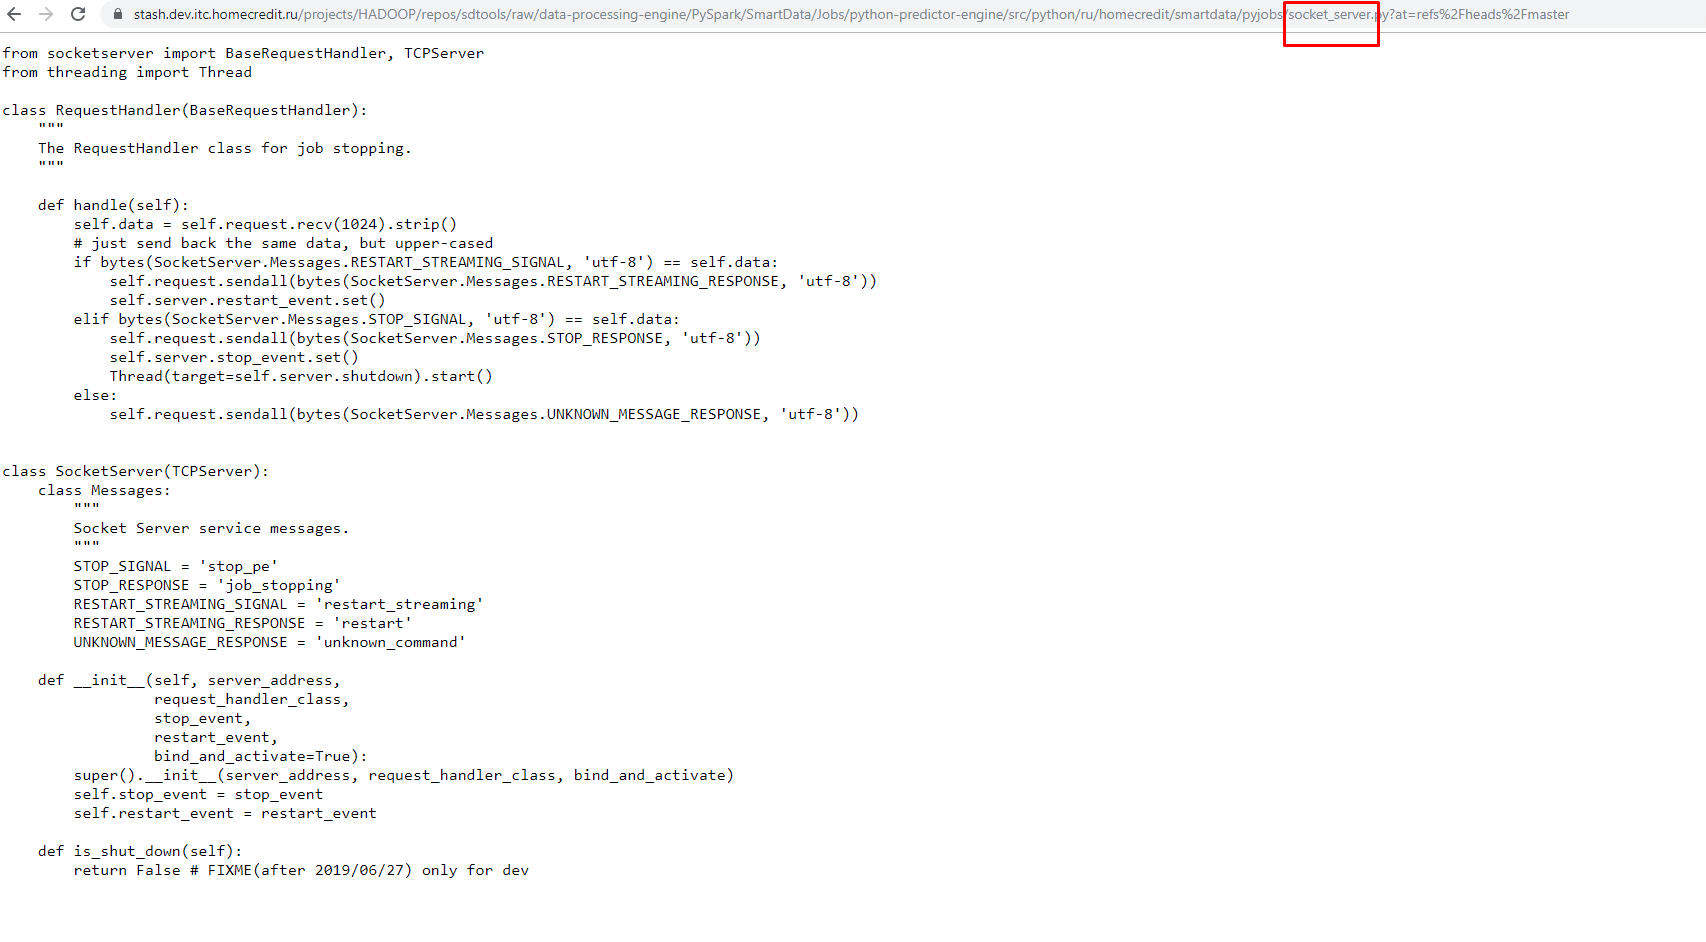 stash.dev.itc.homecredit.ru/projects/HADOOP/repos/sdtools/raw/data-processing-engine/PySpark/SmartData/Jobs/python-predictor-engine/src/python/ru/homecredit/smartdata/pyjobs/socket_server.py?at=refs%2Fheads%2Fmaster
from socketserver import BaseRequestHandler, TCPServer
from threading import Thread
class RequestHandler(BaseRequestHandler):
"""
The RequestHandler class for job stopping.
"""
def handle(self):
self.data = self.request.recv(1024).strip()
# just send back the same data, but upper-cased
if bytes(SocketServer.Messages.RESTART_STREAMING_SIGNAL, 'utf-8') == self.data:
self.request.sendall(bytes(SocketServer.Messages.RESTART_STREAMING_RESPONSE, 'utf-8'))
self.server.restart_event.set()
elif bytes(SocketServer.Messages.STOP_SIGNAL, 'utf-8') == self.data:
self.request.sendall(bytes(SocketServer.Messages.STOP_RESPONSE, 'utf-8'))
self.server.stop_event.set()
Thread(target=self.server.shutdown).start()
else:
self.request.sendall(bytes(SocketServer.Messages.UNKNOWN_MESSAGE_RESPONSE, 'utf-8'))
class SocketServer(TCPServer):
class Messages:
"""
Socket Server service messages.
"""
STOP_SIGNAL = 'stop_pe'
STOP_RESPONSE = 'job_stopping'
RESTART_STREAMING_SIGNAL = 'restart_streaming'
RESTART_STREAMING_RESPONSE = 'restart'
UNKNOWN_MESSAGE_RESPONSE = 'unknown_command'
def __init__(self, server_address,
request_handler_class,
stop_event,
restart_event,
bind_and_activate=True):
super().__init__(server_address, request_handler_class, bind_and_activate)
self.stop_event = stop_event
self.restart_event = restart_event
def is_shut_down(self):
return False # FIXME(after 2019/06/27) only for dev